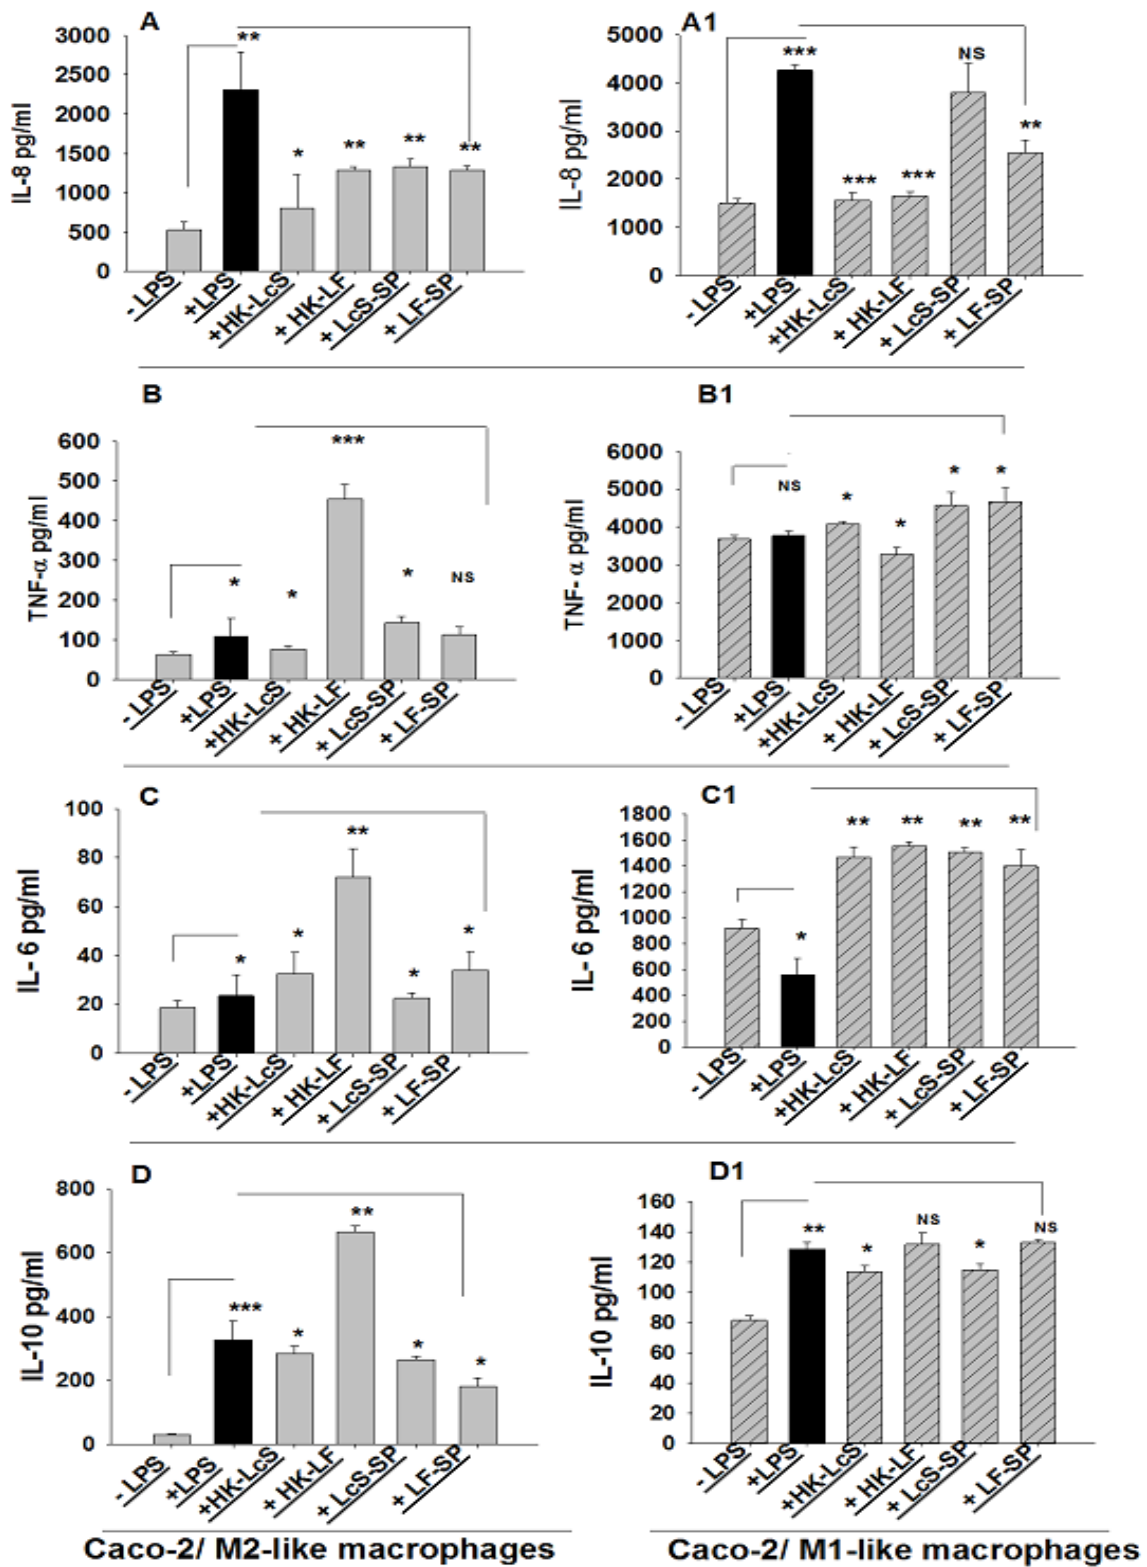 A
3000
2500
2000
1500
1000
500
0
IL-8 pg/ml
**
*
**
**
**
- LPS
+LPS
+HK-LcS
+ HK-LF
+ LcS-SP
+ LF-SP
A1
5000
4000
3000
2000
1000
0
IL-8 pg/ml
***
***
***
NS
**
- LPS
+LPS
+HK-LcS
+ HK-LF
+ LcS-SP
+ LF-SP
B
600
500
400
300
200
100
0
TNF-α pg/ml
*
*
***
*
NS
- LPS
+LPS
+HK-LcS
+ HK-LF
+ LcS-SP
+ LF-SP
B1
6000
5000
4000
3000
2000
1000
0
TNF- α pg/ml
NS
*
*
*
*
- LPS
+LPS
+HK-LcS
+ HK-LF
+ LcS-SP
+ LF-SP
C
100
80
60
40
20
0
IL- 6 pg/ml
*
*
**
*
*
- LPS
+LPS
+HK-LcS
+ HK-LF
+ LcS-SP
+ LF-SP
C1
1800
1600
1400
1200
1000
800
600
400
200
0
IL- 6 pg/ml
*
**
**
**
**
- LPS
+LPS
+HK-LcS
+ HK-LF
+ LcS-SP
+ LF-SP
D
800
600
400
200
0
IL-10 pg/ml
***
*
**
*
*
- LPS
+LPS
+HK-LcS
+ HK-LF
+ LcS-SP
+ LF-SP
D1
160
140
120
100
80
60
40
20
0
IL-10 pg/ml
**
*
NS
*
NS
- LPS
+LPS
+HK-LcS
+ HK-LF
+ LcS-SP
+ LF-SP
Caco-2/ M2-like macrophages
Caco-2/ M1-like macrophages